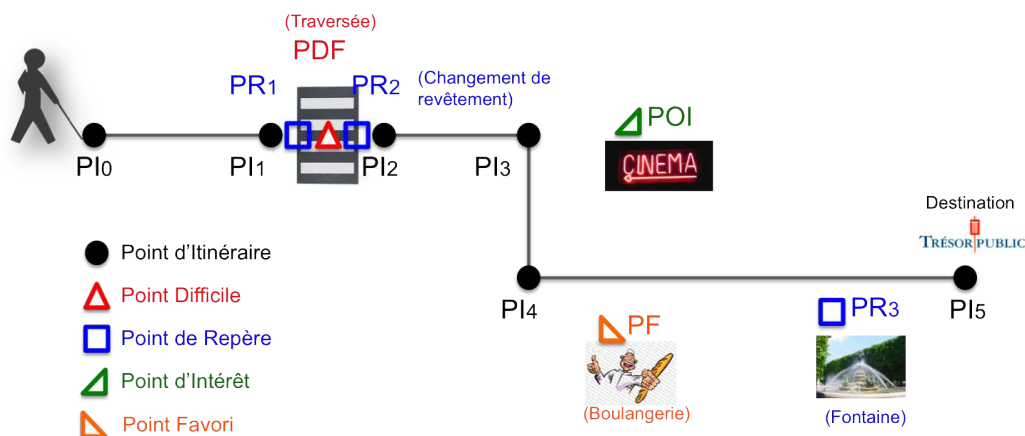 (Traversée)
PDF
PR1
PR2
(Changement de
revêtement)
POI
CINEMA
PI0
PI1
PI2
PI3
Destination
TRÉSOR PUBLIC
Point d'Itinéraire
Point Difficile
Point de Repère
Point d'Intérêt
Point Favori
PI4
PF
PR3
PI5
(Boulangerie)
(Fontaine)